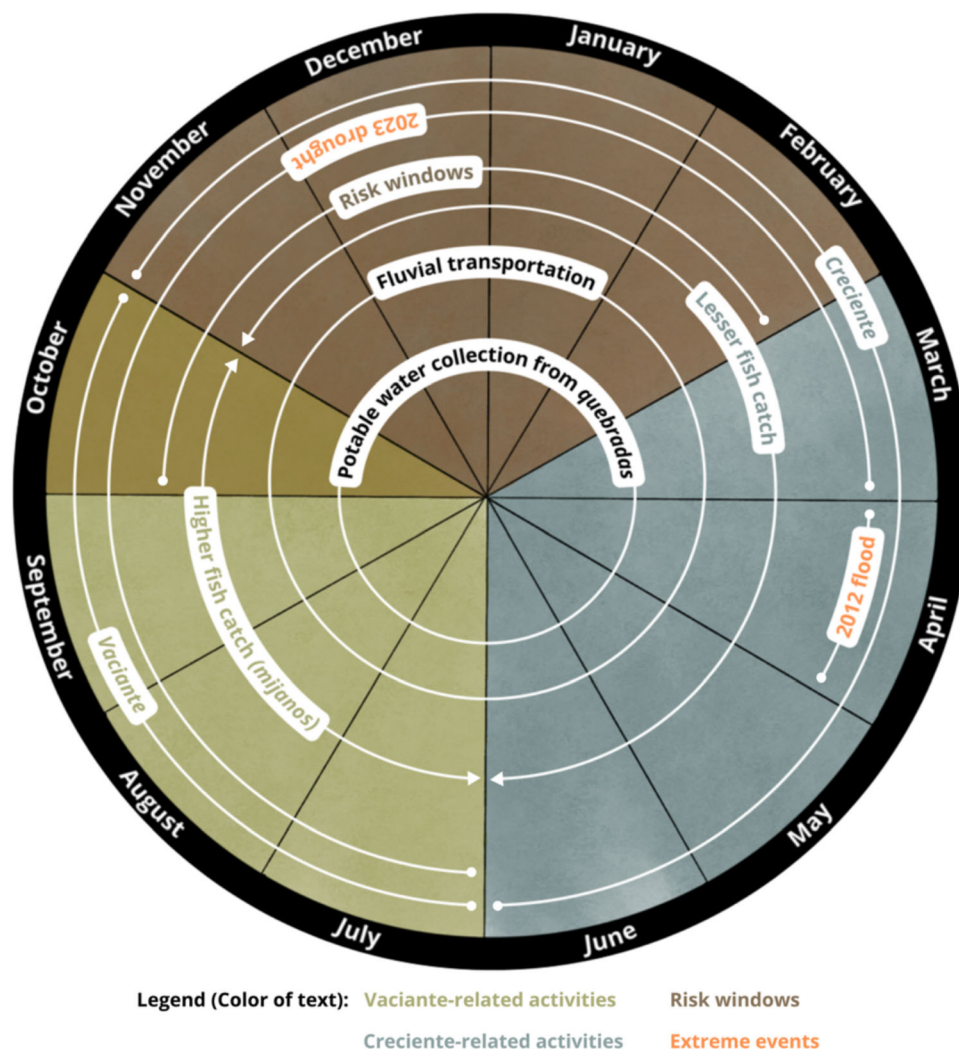 January
February
March
April
May
June
July
August
September
October
November
December
2023 drought
Risk windows
Fluvial transportation
Potable water collection from quebradas
Lesser fish catch
Creciente
2012 flood
Higher fish catch (mijanos)
Vaciante
Legend (Color of text): Vaciante-related activities Risk windows
Creciente-related activities Extreme events